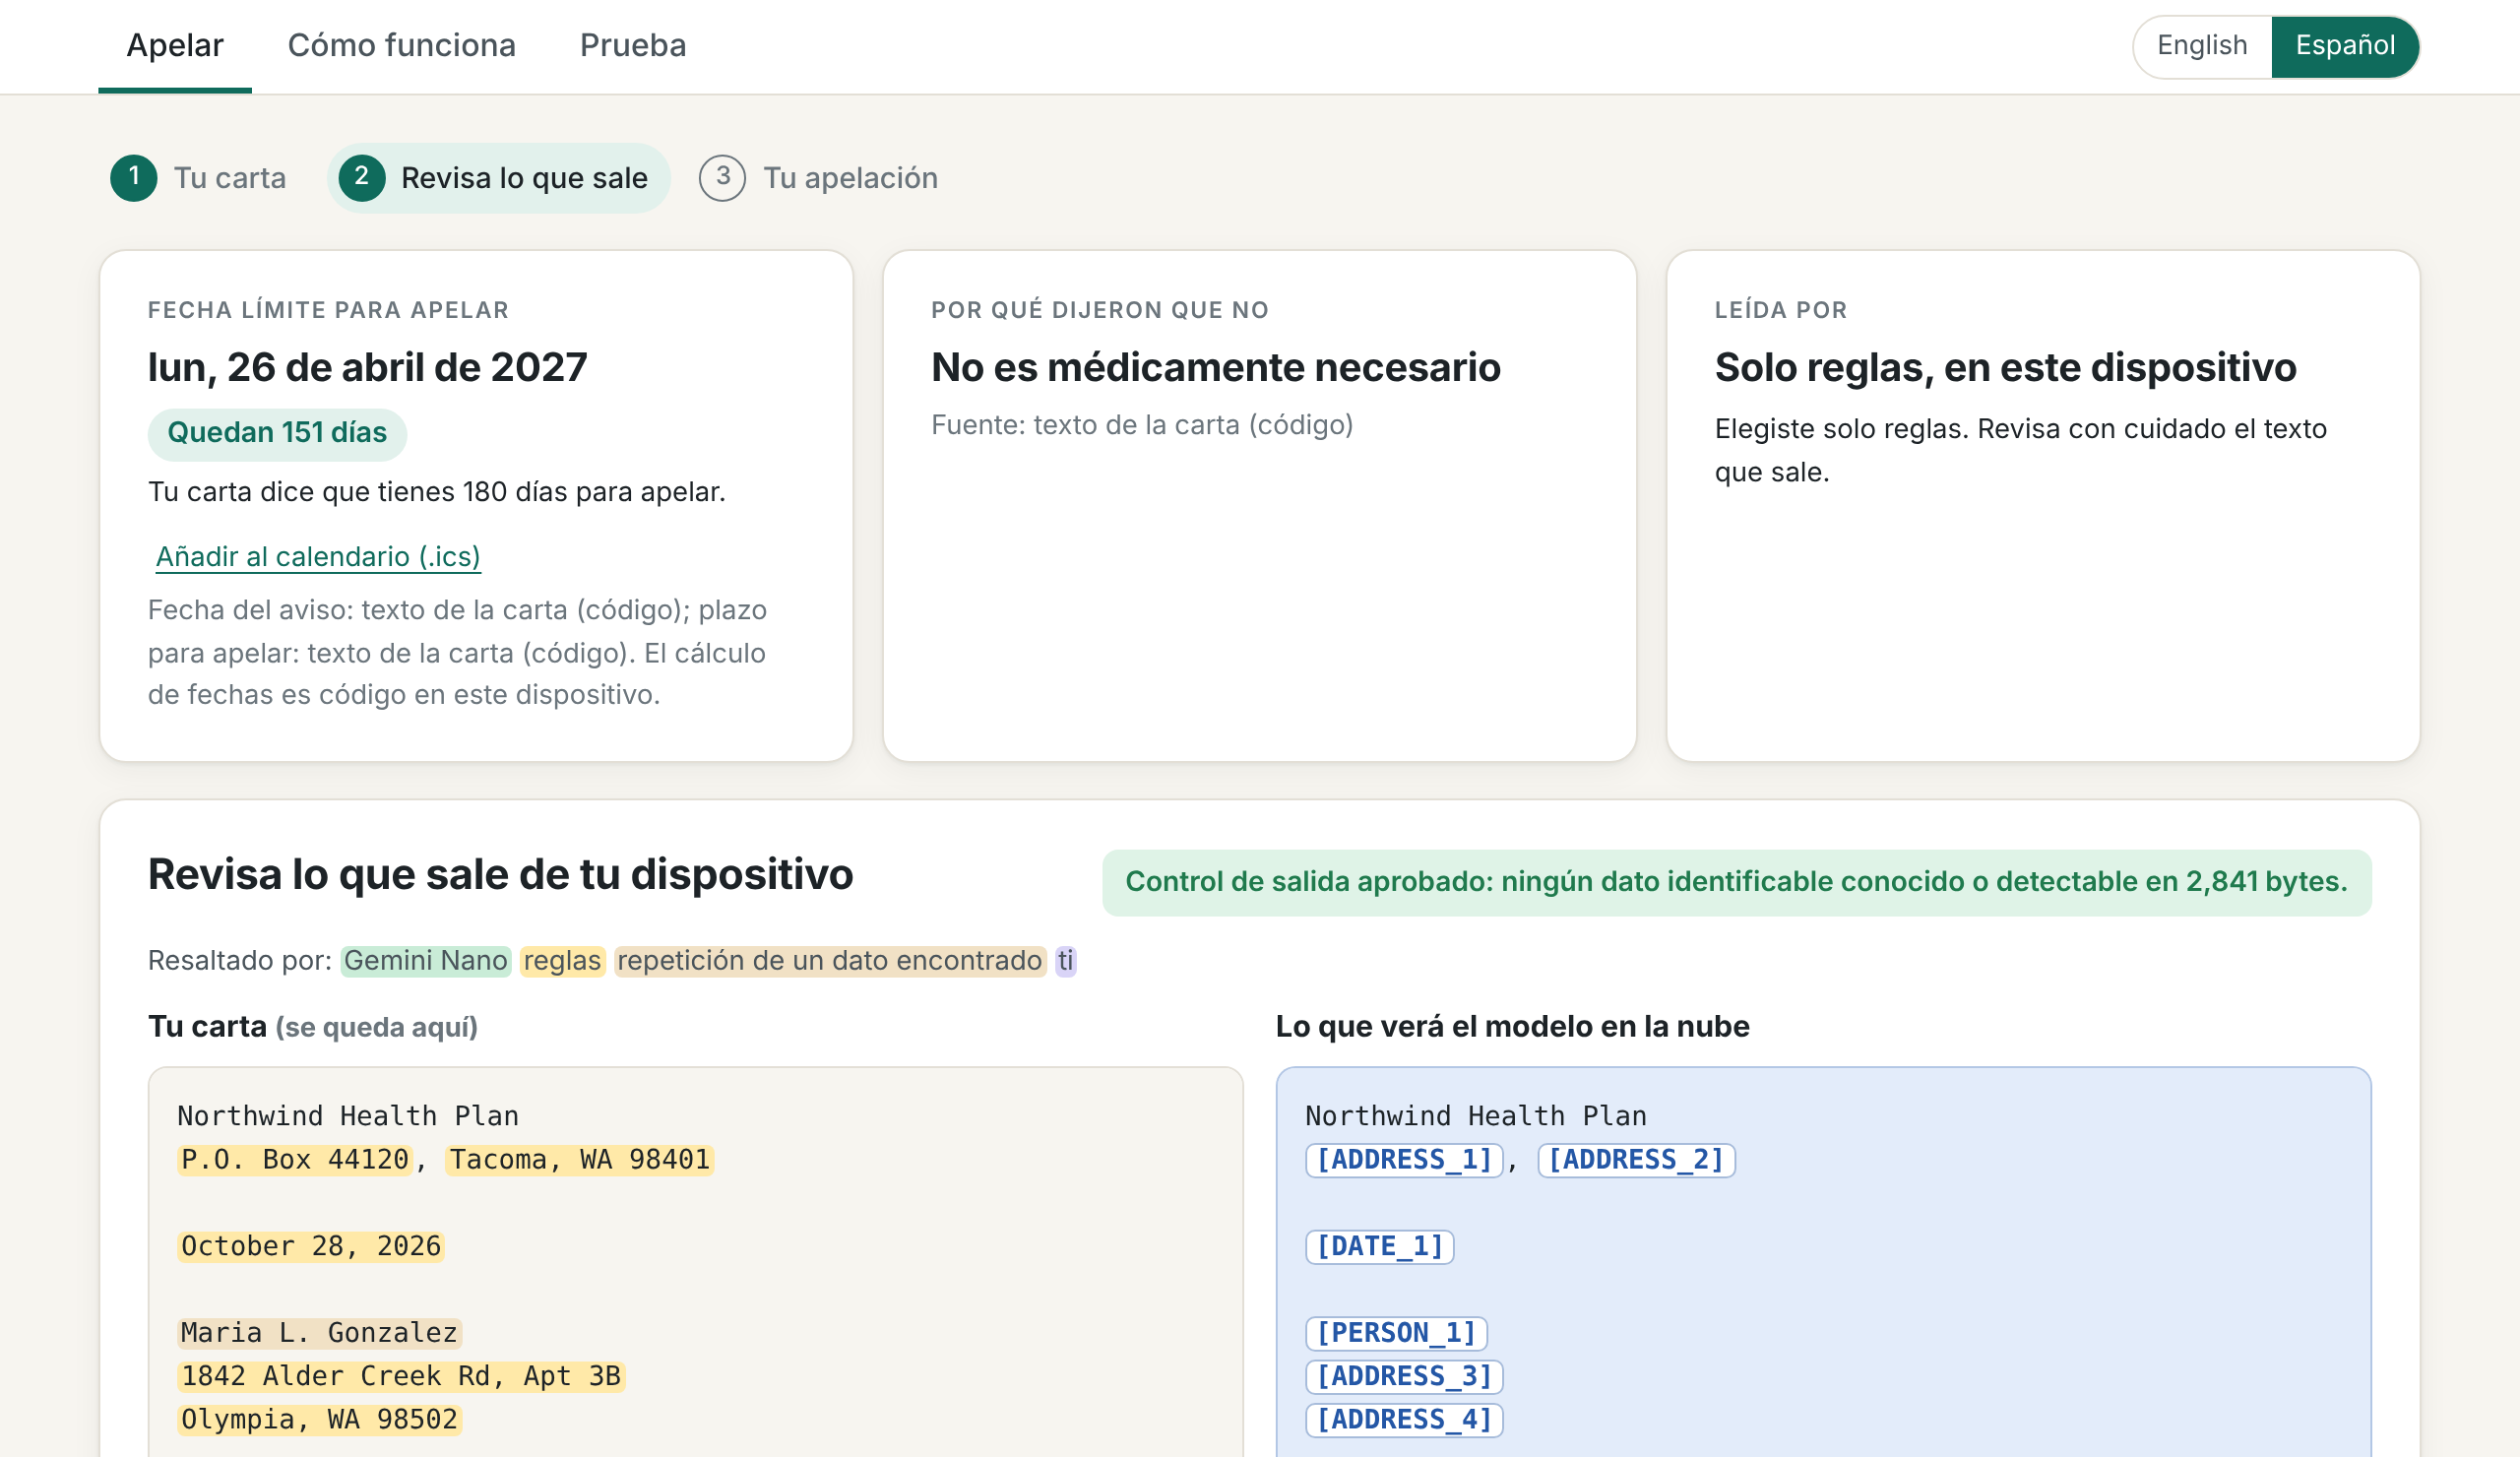 Apelar Cómo funciona Prueba English Español
1 Tu carta 2 Revisa lo que sale 3 Tu apelación
FECHA LÍMITE PARA APELAR
lun, 26 de abril de 2027
Quedan 151 días
Tu carta dice que tienes 180 días para apelar.
Añadir al calendario (.ics)
Fecha del aviso: texto de la carta (código); plazo
para apelar: texto de la carta (código). El cálculo
de fechas es código en este dispositivo.
POR QUÉ DIJERON QUE NO
No es médicamente necesario
Fuente: texto de la carta (código)
LEÍDA POR
Solo reglas, en este dispositivo
Elegiste solo reglas. Revisa con cuidado el texto
que sale.
Revisa lo que sale de tu dispositivo
Control de salida aprobado: ningún dato identificable conocido o detectable en 2,841 bytes.
Resaltado por: Gemini Nano reglas repetición de un dato encontrado ti
Tu carta (se queda aquí)
Northwind Health Plan
P.O. Box 44120, Tacoma, WA 98401
October 28, 2026
Maria L. Gonzalez
1842 Alder Creek Rd, Apt 3B
Olympia, WA 98502
Lo que verá el modelo en la nube
Northwind Health Plan
[ADDRESS_1], [ADDRESS_2]
[DATE_1]
[PERSON_1]
[ADDRESS_3]
[ADDRESS_4]